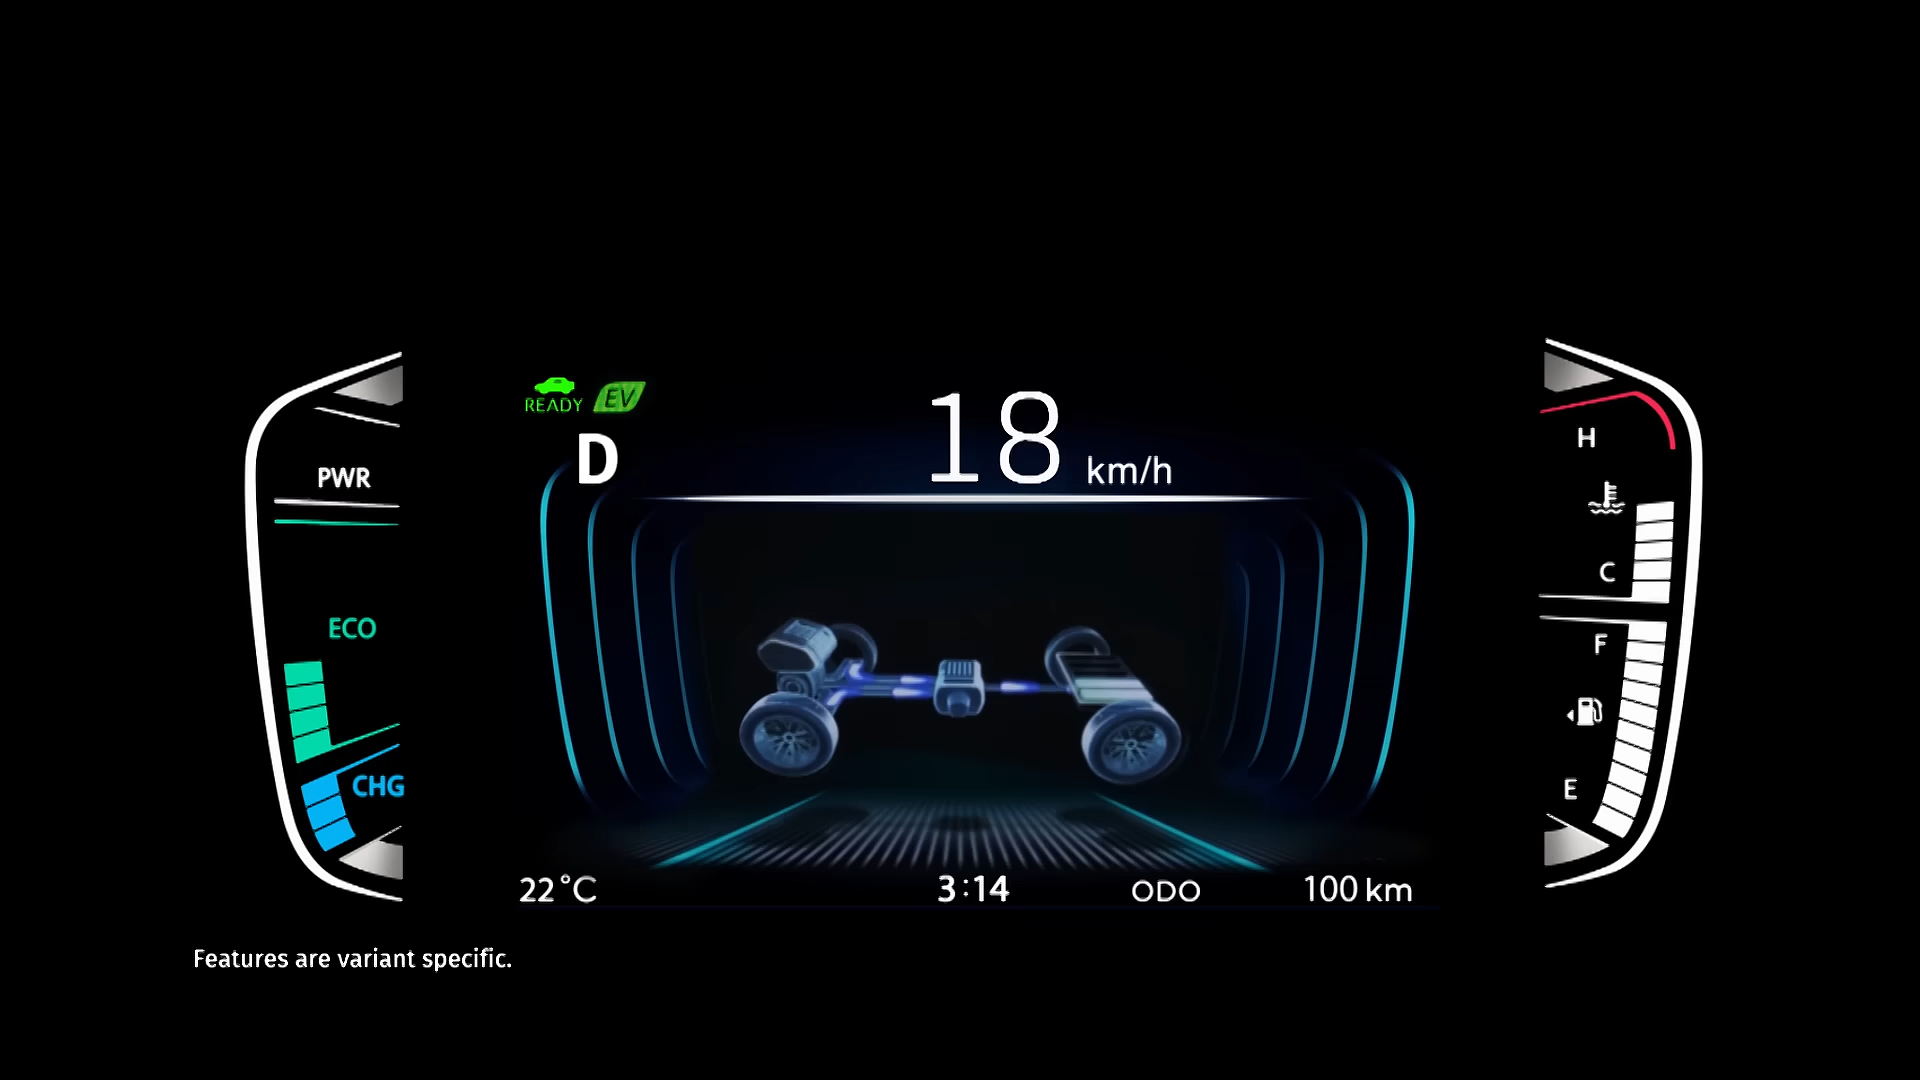 READY EV
D
18 km/h
PWR
ECO
CHG
H
C
F
E
22°C 3:14 ODO 100 km
Features are variant specific.